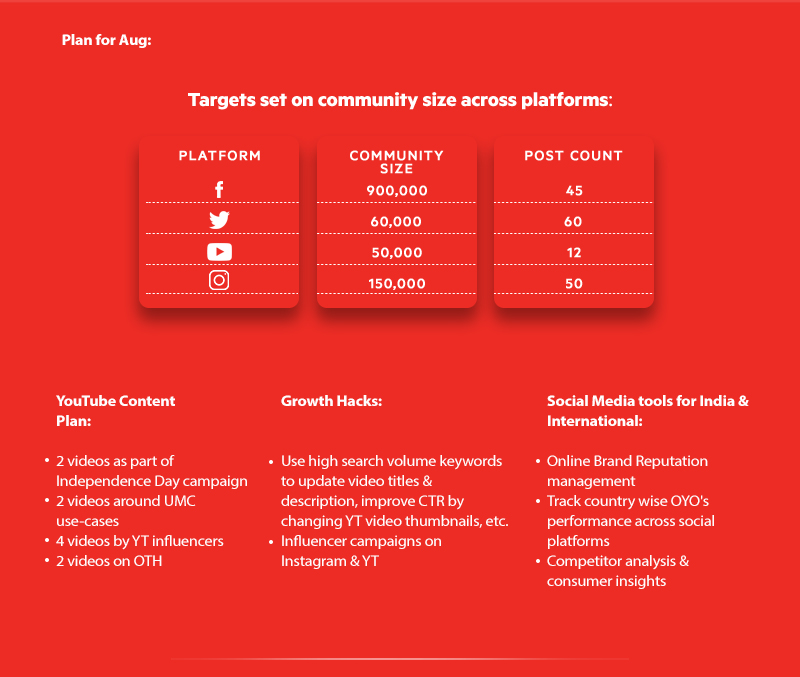 Plan for Aug:
Targets set on community size across platforms:
PLATFORM
COMMUNITY
SIZE
POST COUNT
900,000
45
60,000
60
50,000
12
150,000
50
YouTube Content
Plan:
• 2 videos as part of
Independence Day campaign
• 2 videos around UMC
use-cases
• 4 videos by YT influencers
• 2 videos on OTH
Growth Hacks:
• Use high search volume keywords
to update video titles &
description, improve CTR by
changing YT video thumbnails, etc.
• Influencer campaigns on
Instagram & YT
Social Media tools for India &
International:
• Online Brand Reputation
management
• Track country wise OYO's
performance across social
platforms
• Competitor analysis &
consumer insights